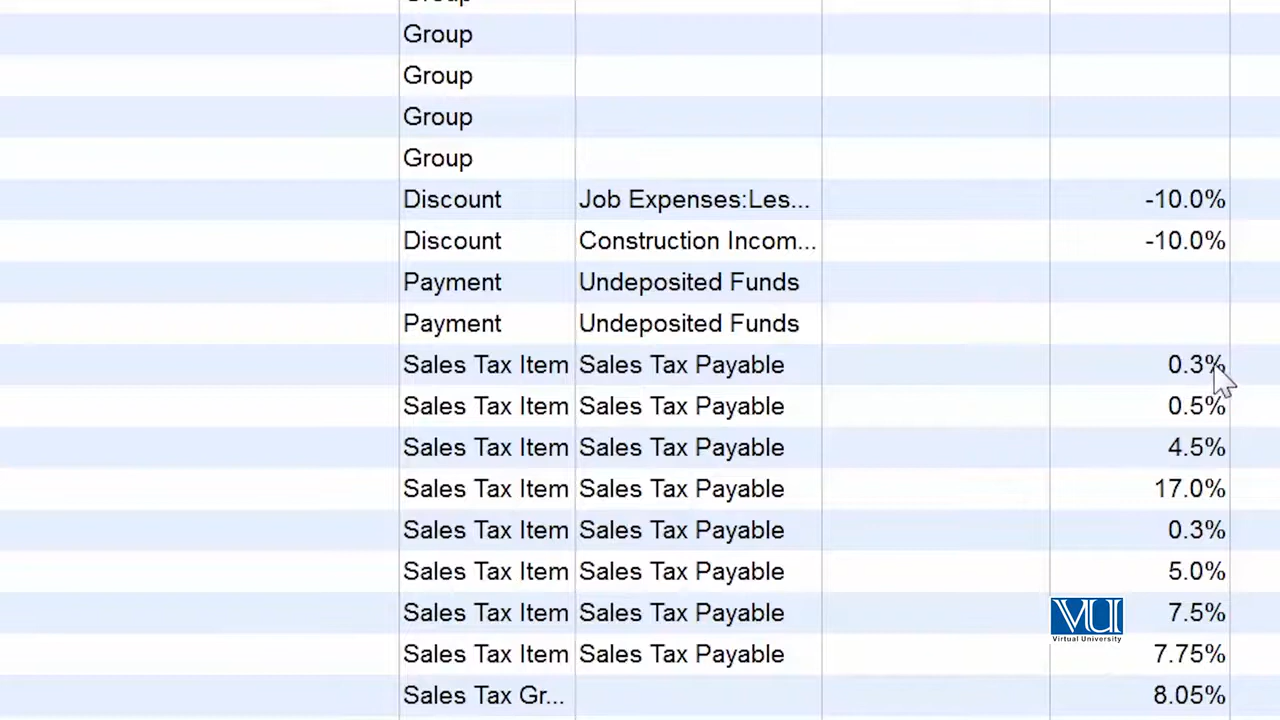 Group
Group
Group
Group
Group
Discount Job Expenses:Les... -10.0%
Discount Construction Incom... -10.0%
Payment Undeposited Funds
Payment Undeposited Funds
Sales Tax Item Sales Tax Payable 0.3%
Sales Tax Item Sales Tax Payable 0.5%
Sales Tax Item Sales Tax Payable 4.5%
Sales Tax Item Sales Tax Payable 17.0%
Sales Tax Item Sales Tax Payable 0.3%
Sales Tax Item Sales Tax Payable 5.0%
Sales Tax Item Sales Tax Payable 7.5%
VU
Virtual University
Sales Tax Item Sales Tax Payable 7.75%
Sales Tax Gr... 8.05%